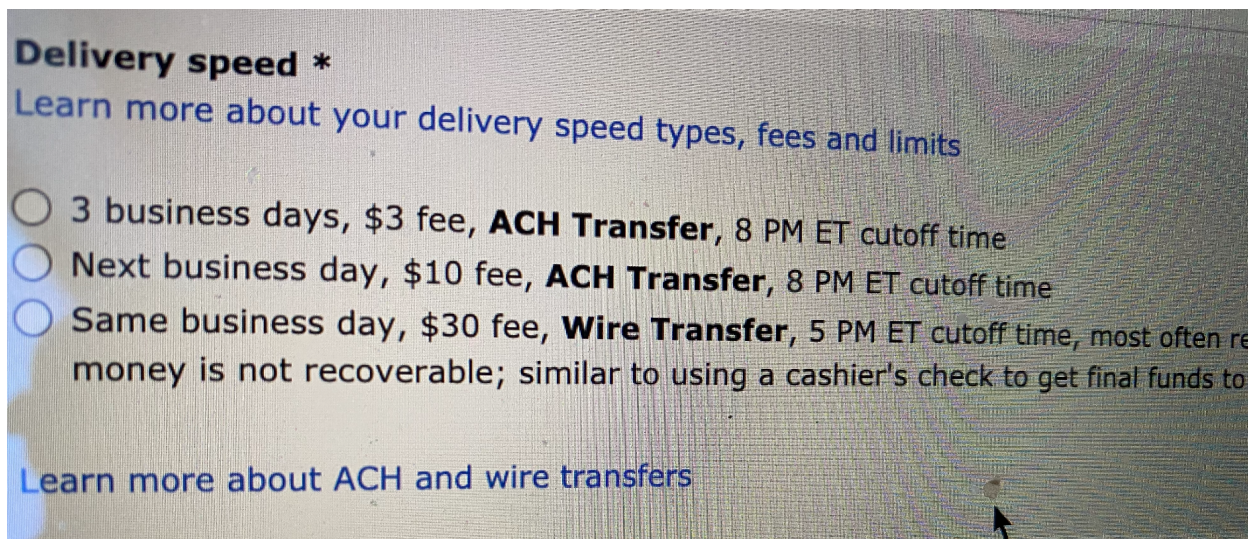 Delivery speed *
Learn more about your delivery speed types, fees and limits
3 business days, $3 fee, ACH Transfer, 8 PM ET cutoff time
Next business day, $10 fee, ACH Transfer, 8 PM ET cutoff time
Same business day, $30 fee, Wire Transfer, 5 PM ET cutoff time, most often
money is not recoverable; similar to using a cashier's check to get final funds to
Learn more about ACH and wire transfers